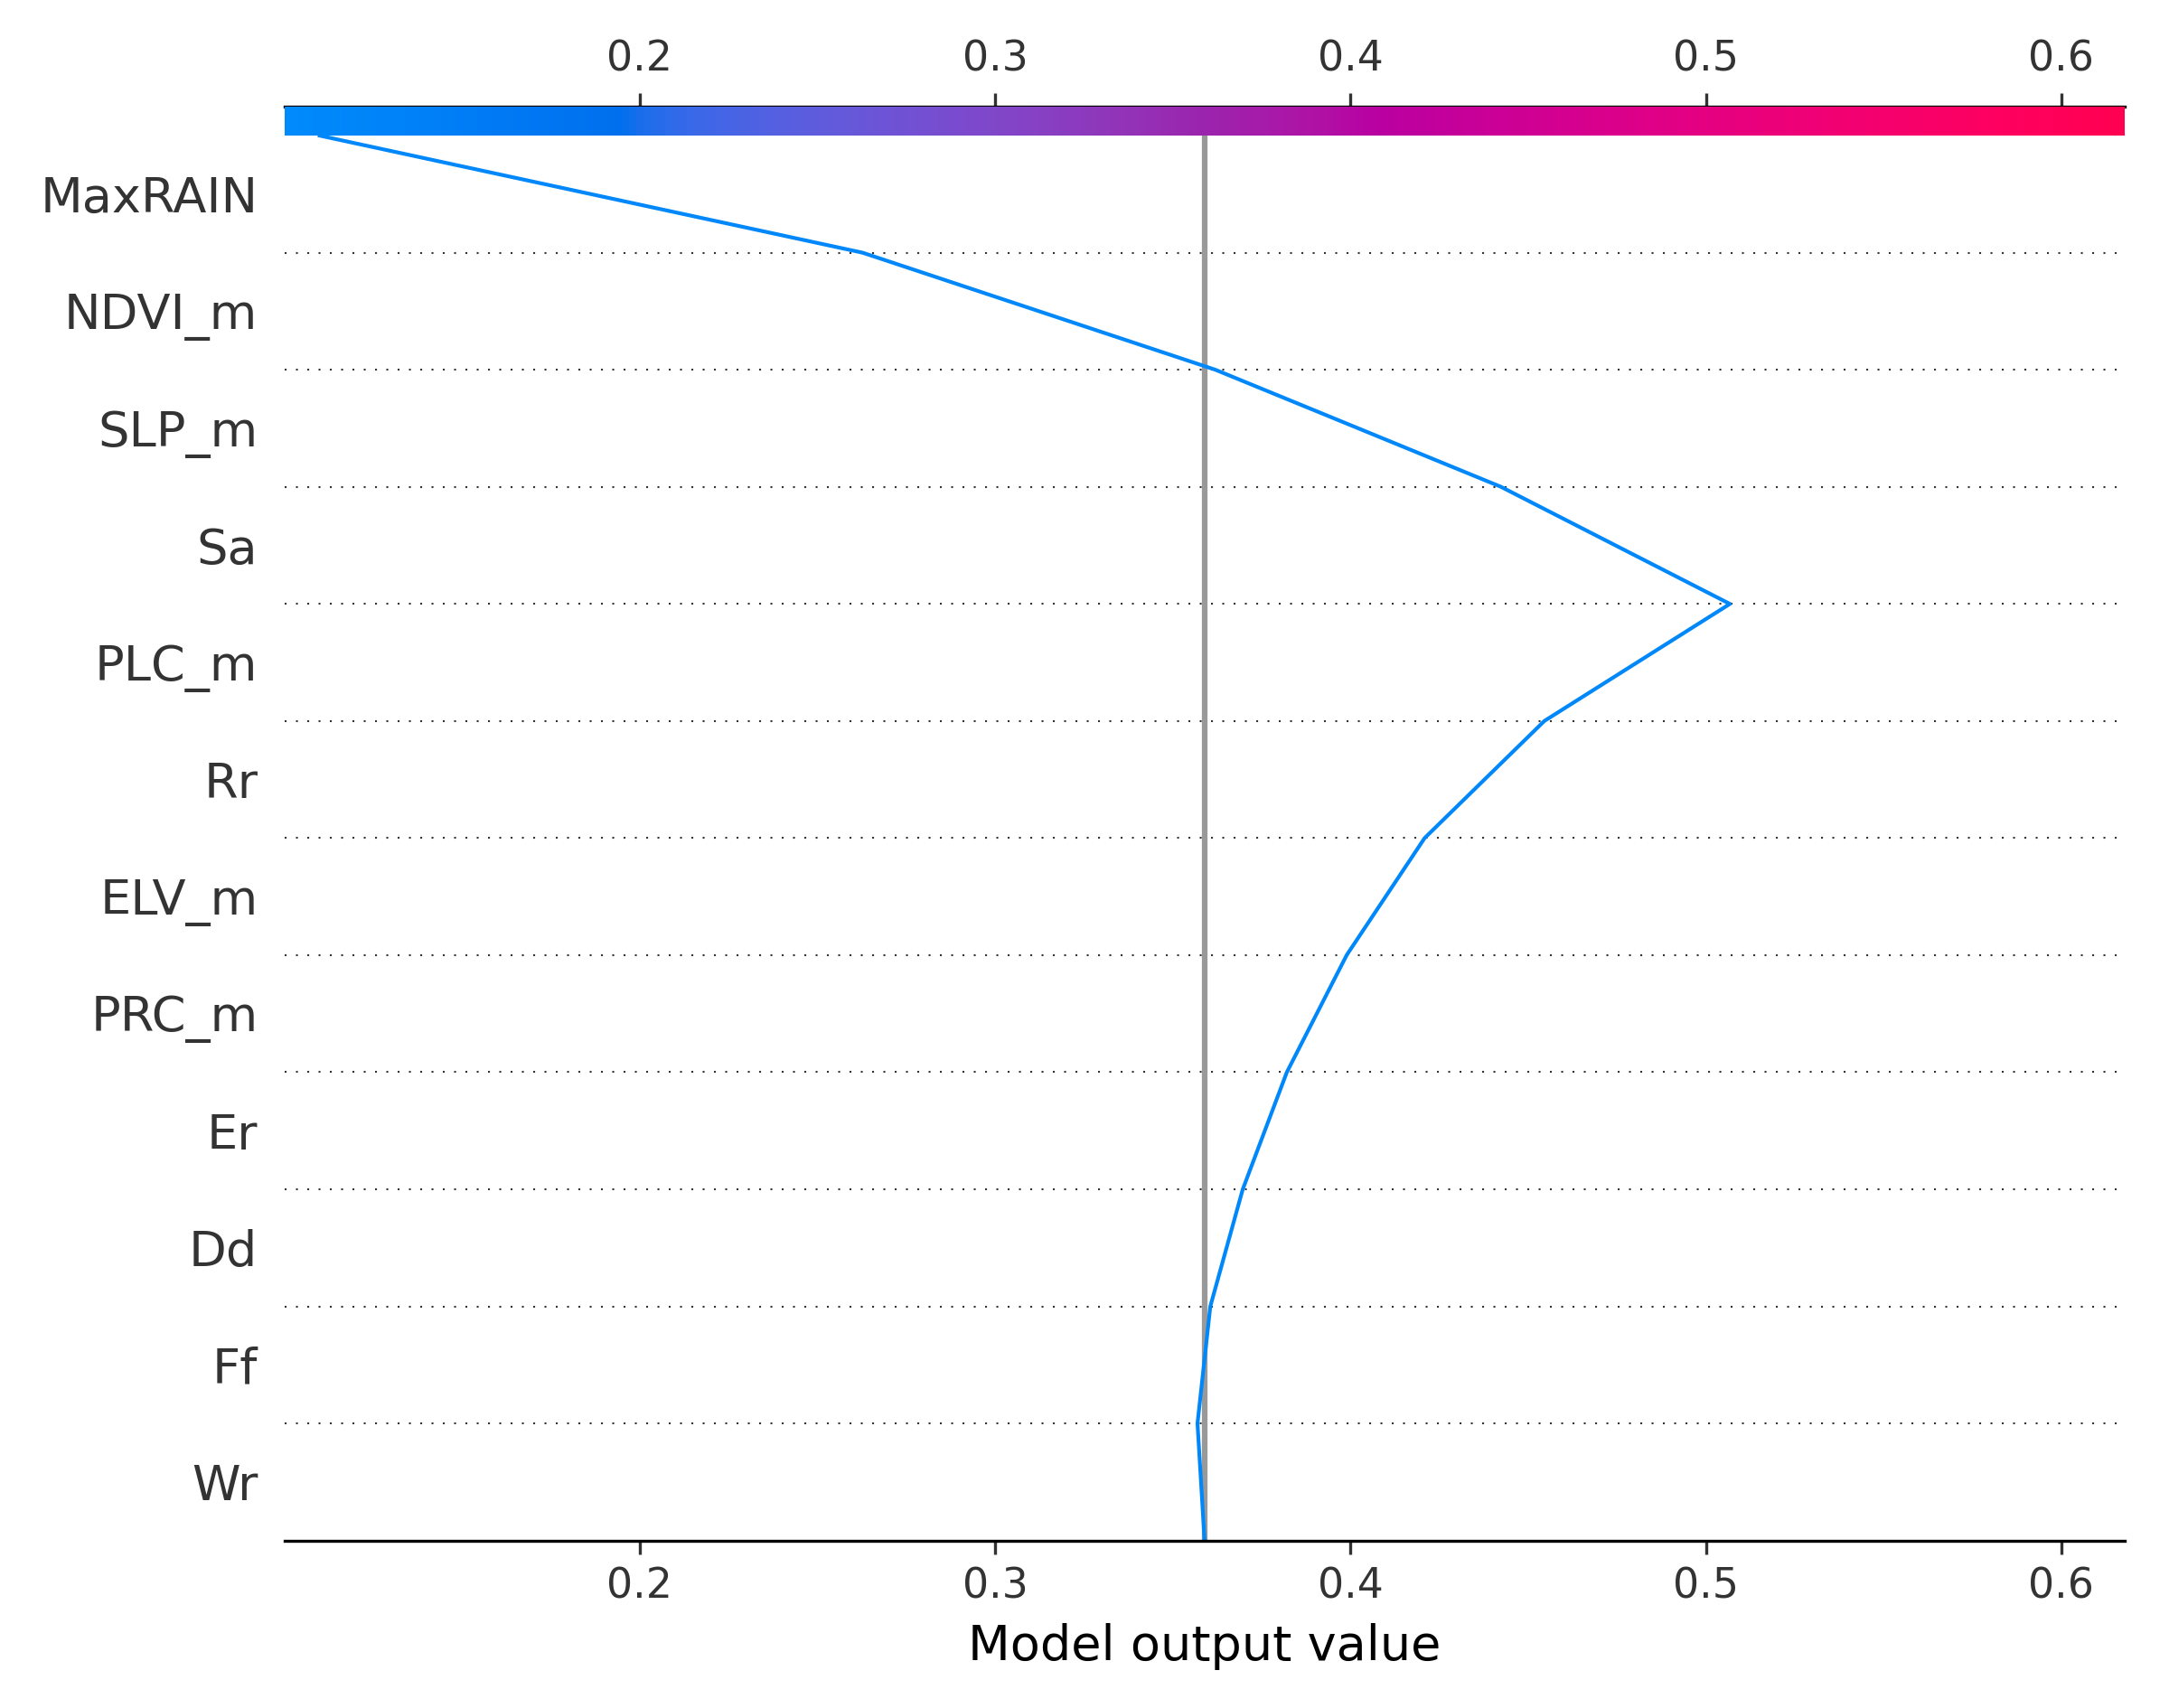 0.2 0.3 0.4 0.5 0.6
MaxRAIN
NDVI_m
SLP_m
Sa
PLC_m
Rr
ELV_m
PRC_m
Er
Dd
Ff
Wr
0.2 0.3 0.4 0.5 0.6
Model output value